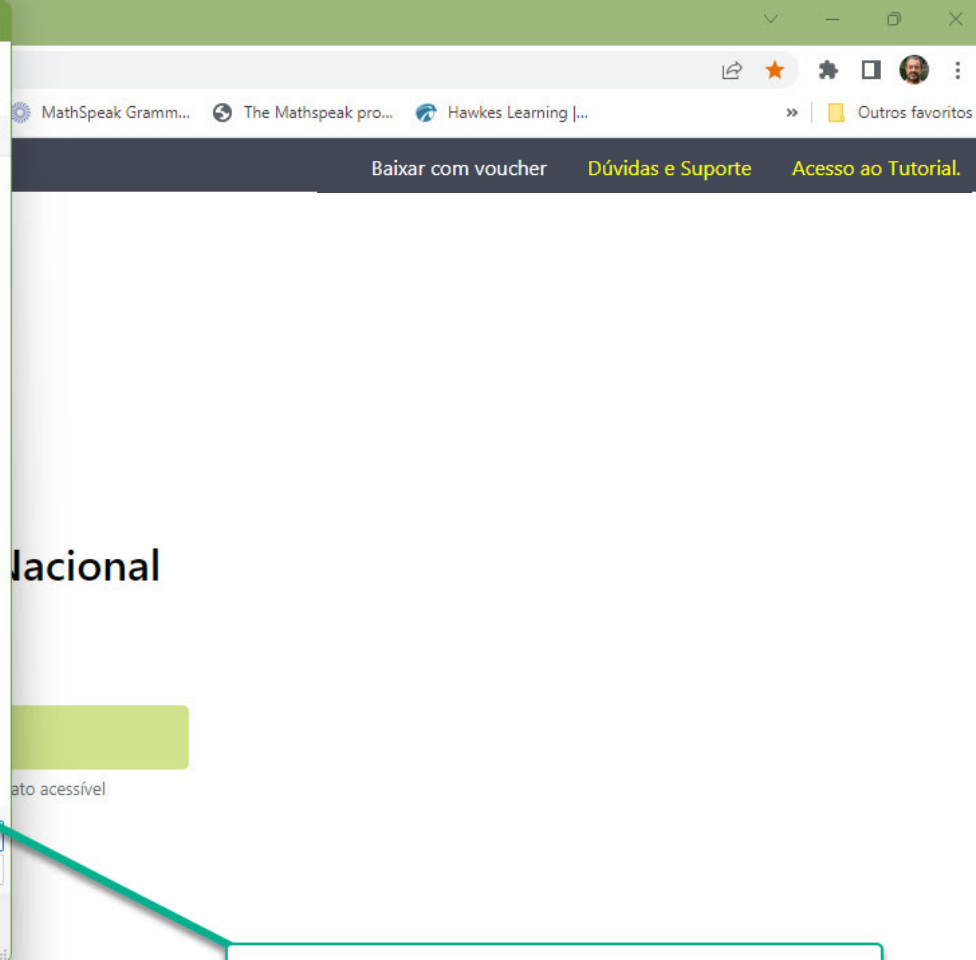 MathSpeak Gramm... The Mathspeak pro... Hawkes Learning |... » Outros favoritos
Baixar com voucher Dúvidas e Suporte Acesso ao Tutorial.
acional
ato acessível